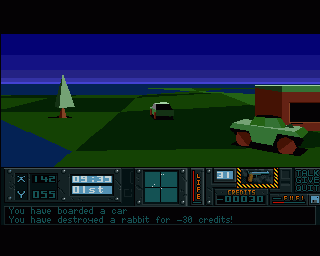 X 142
Y 055
09:35
01st
LIFE
31
CREDITS
-00030
TALK
GIVE
QUIT
You have boarded a car
You have destroyed a rabbit for -30 credits!